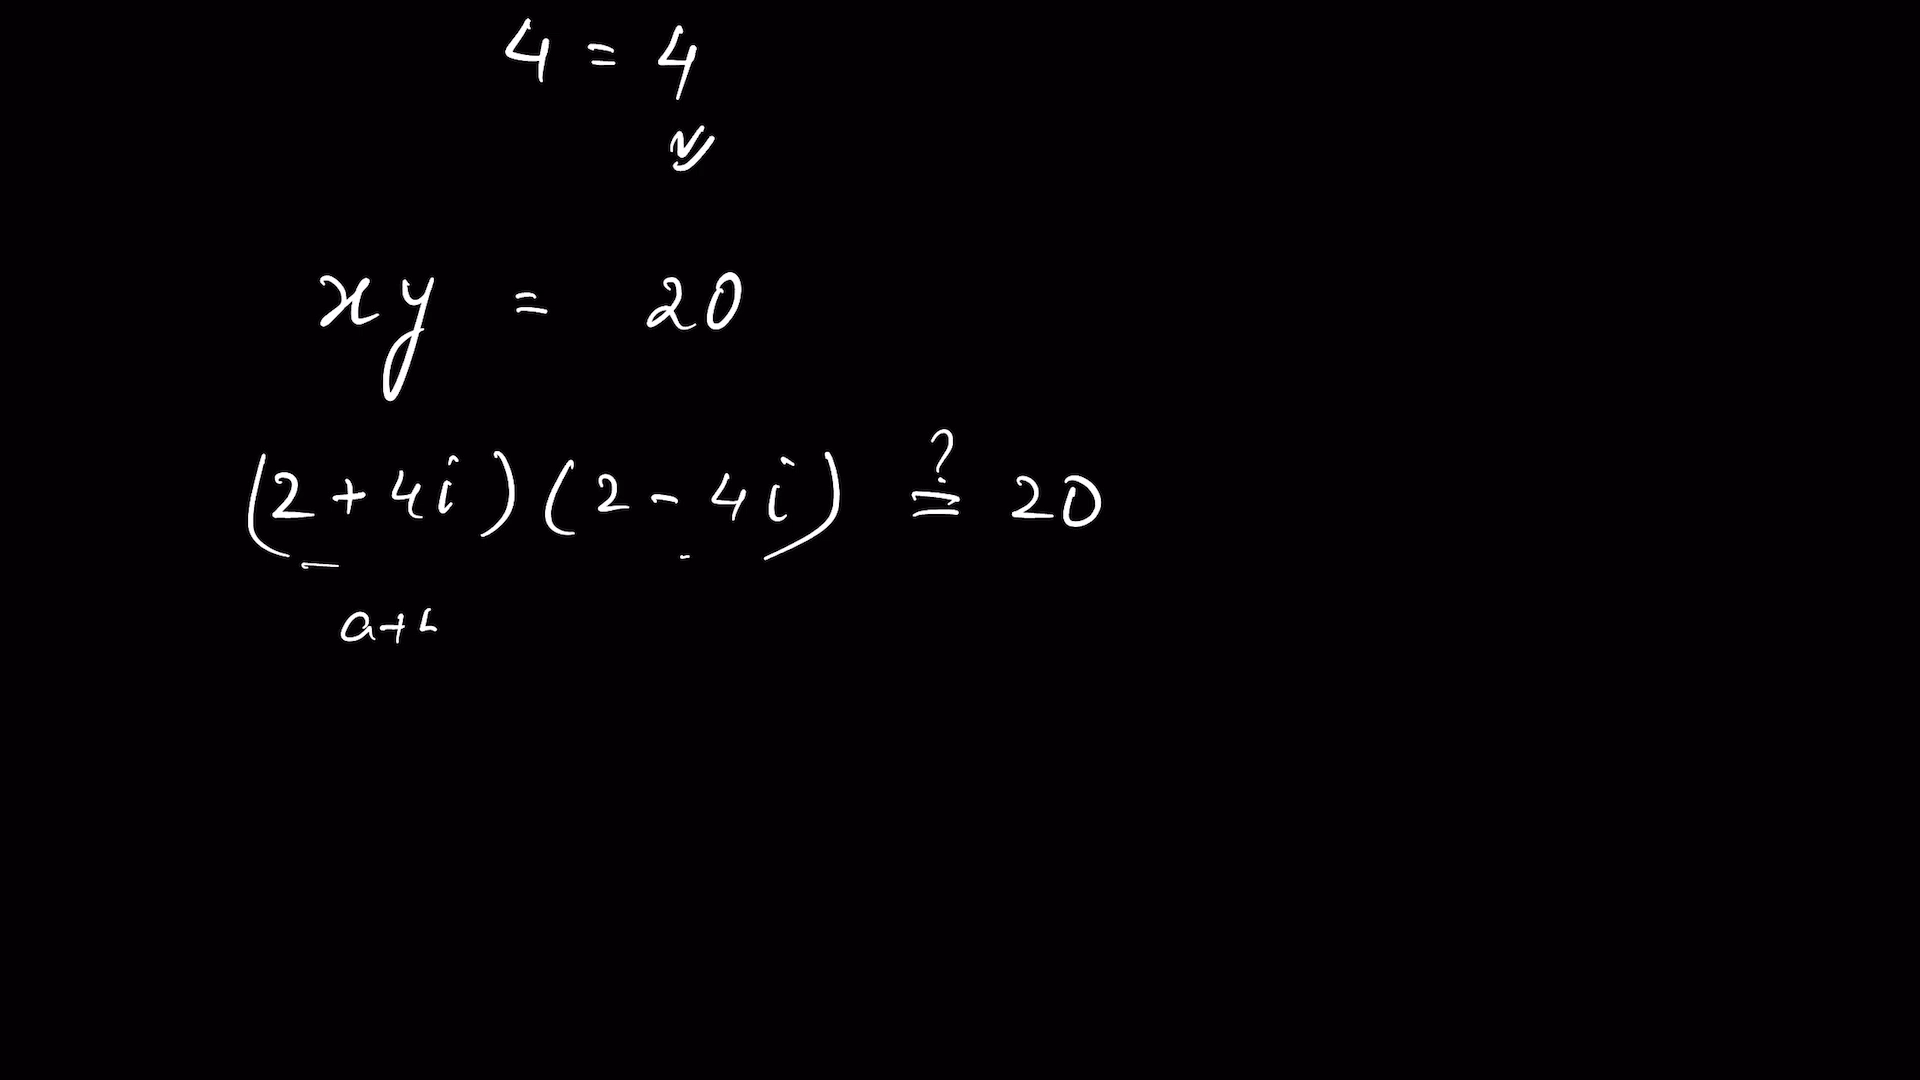 4 = 4
xy = 20
(2+4i)(2-4i) ≟ 20
a+